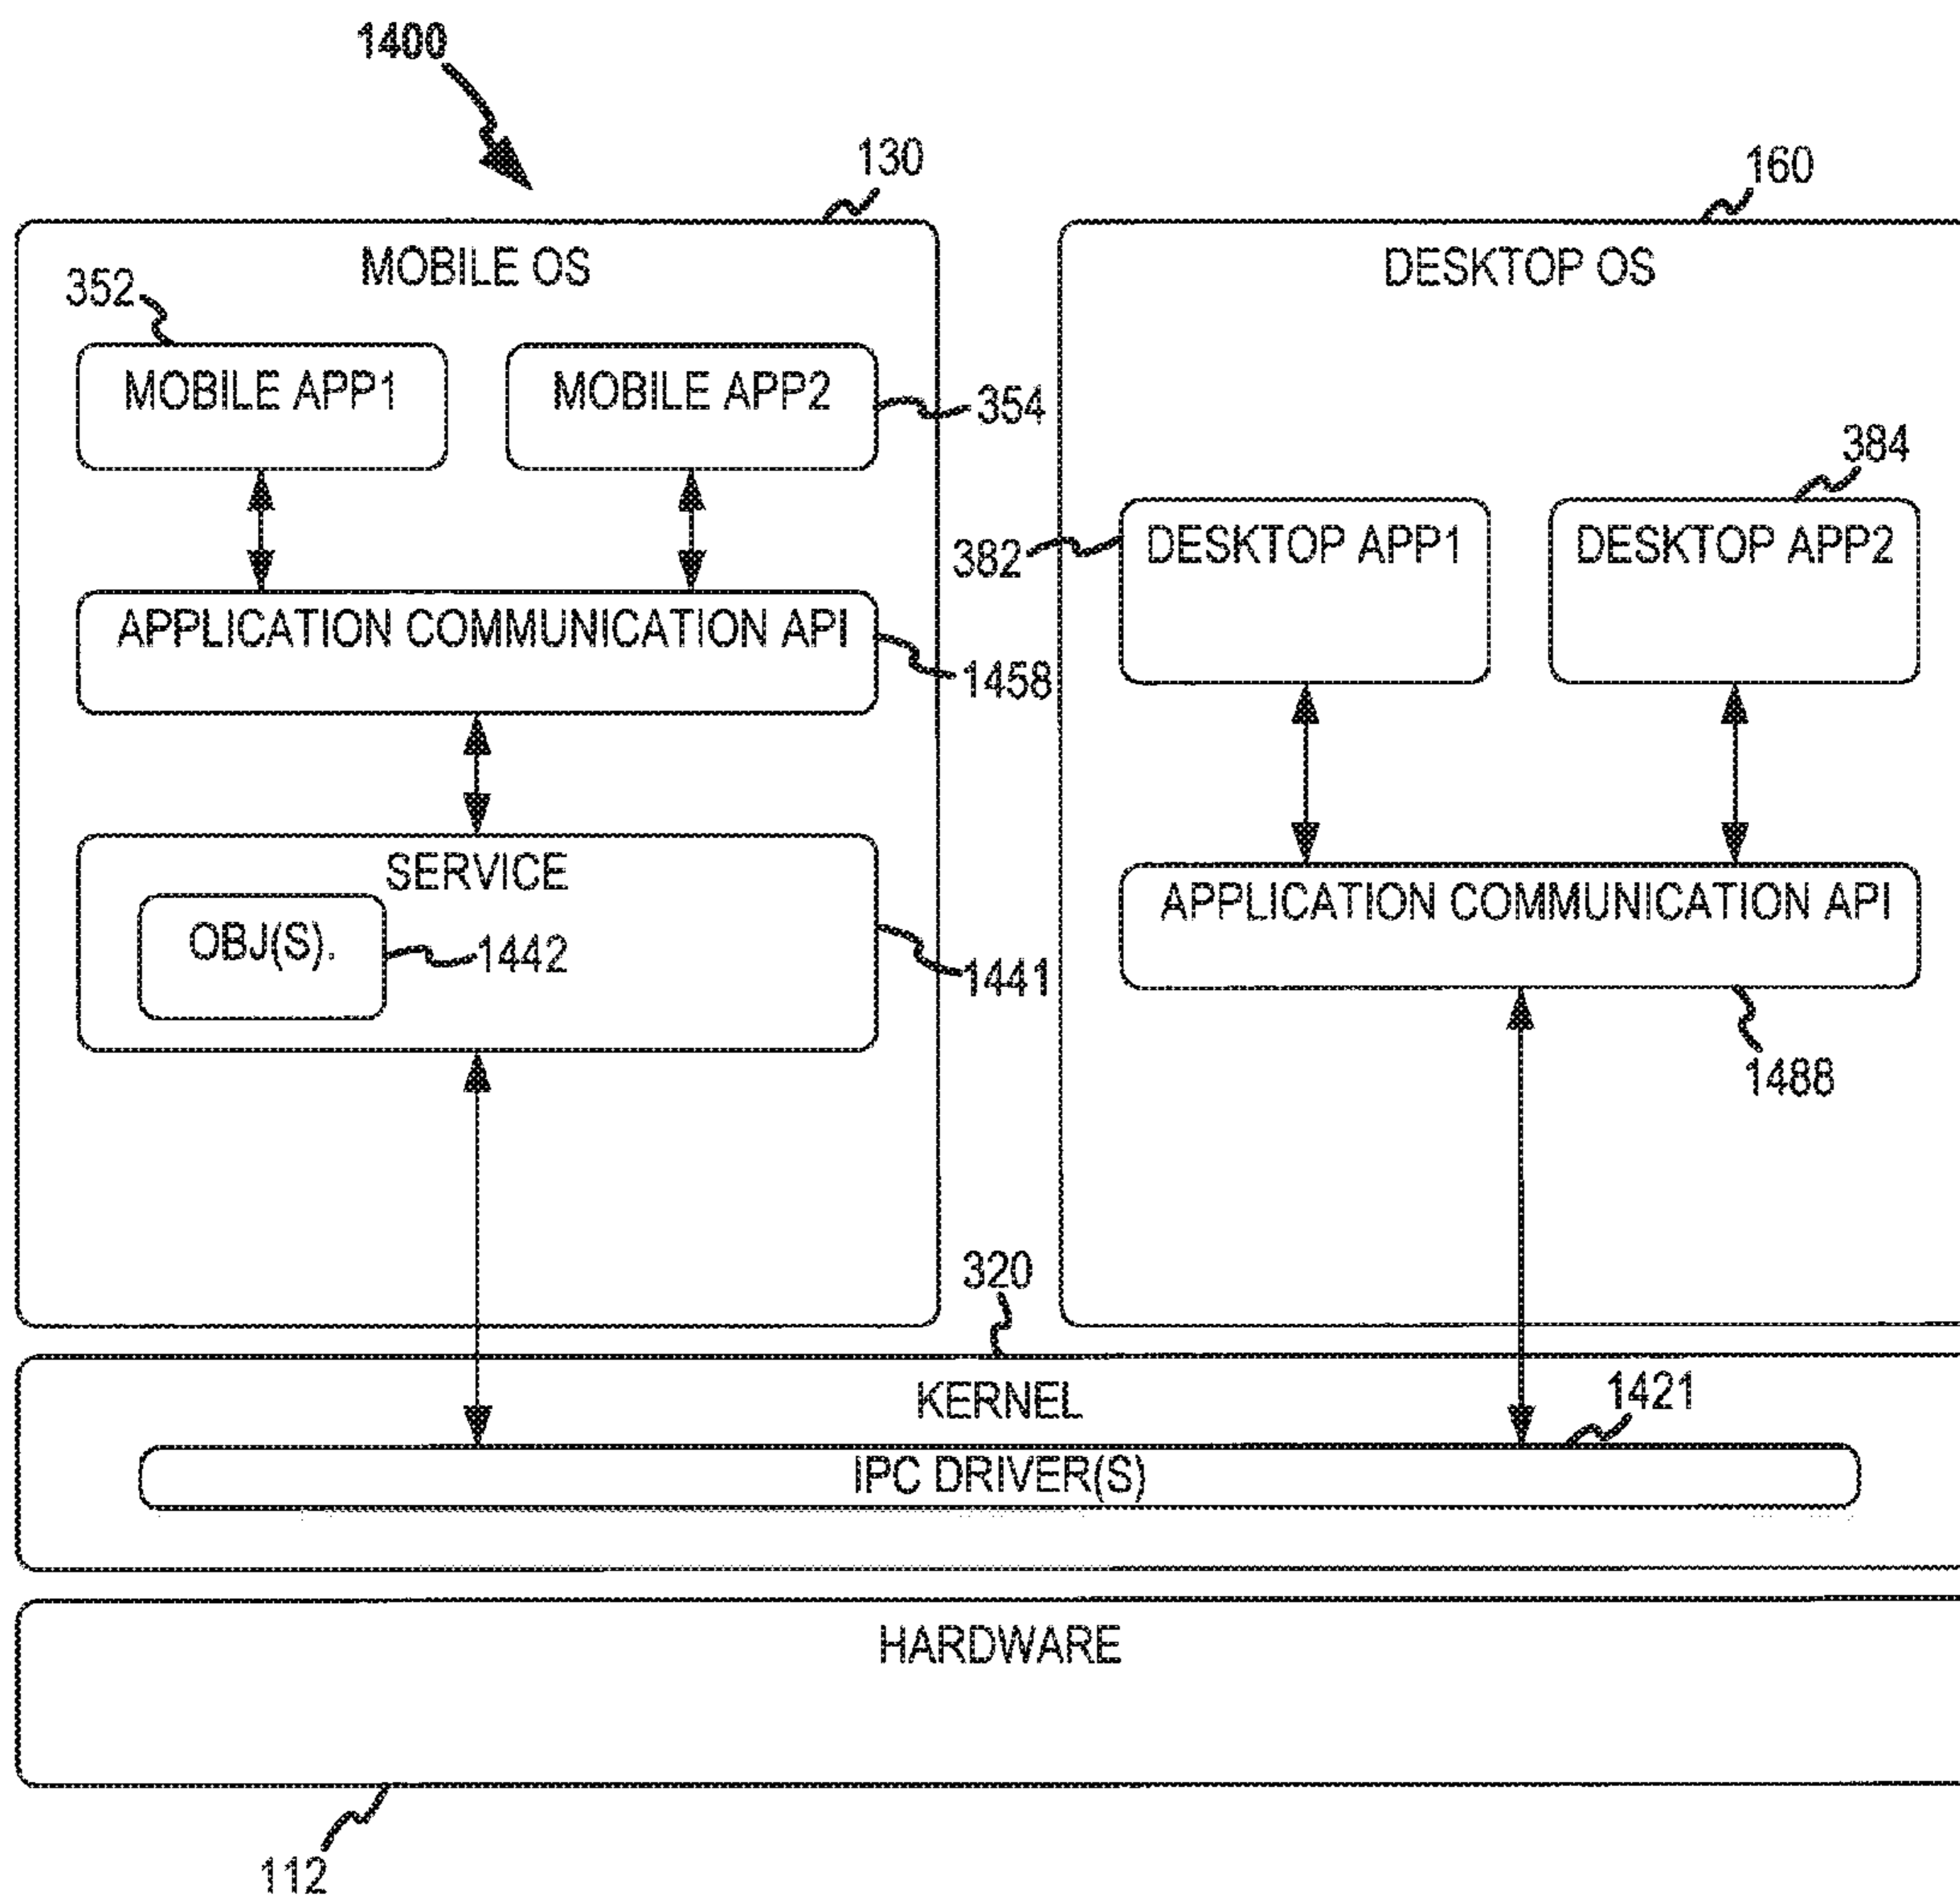 1400
130
160
MOBILE OS
DESKTOP OS
352
MOBILE APP1
MOBILE APP2
354
384
382
DESKTOP APP1
DESKTOP APP2
APPLICATION COMMUNICATION API
1458
SERVICE
APPLICATION COMMUNICATION API
OBJ(S).
1442
1441
1488
320
KERNEL
1421
IPC DRIVER(S)
HARDWARE
112